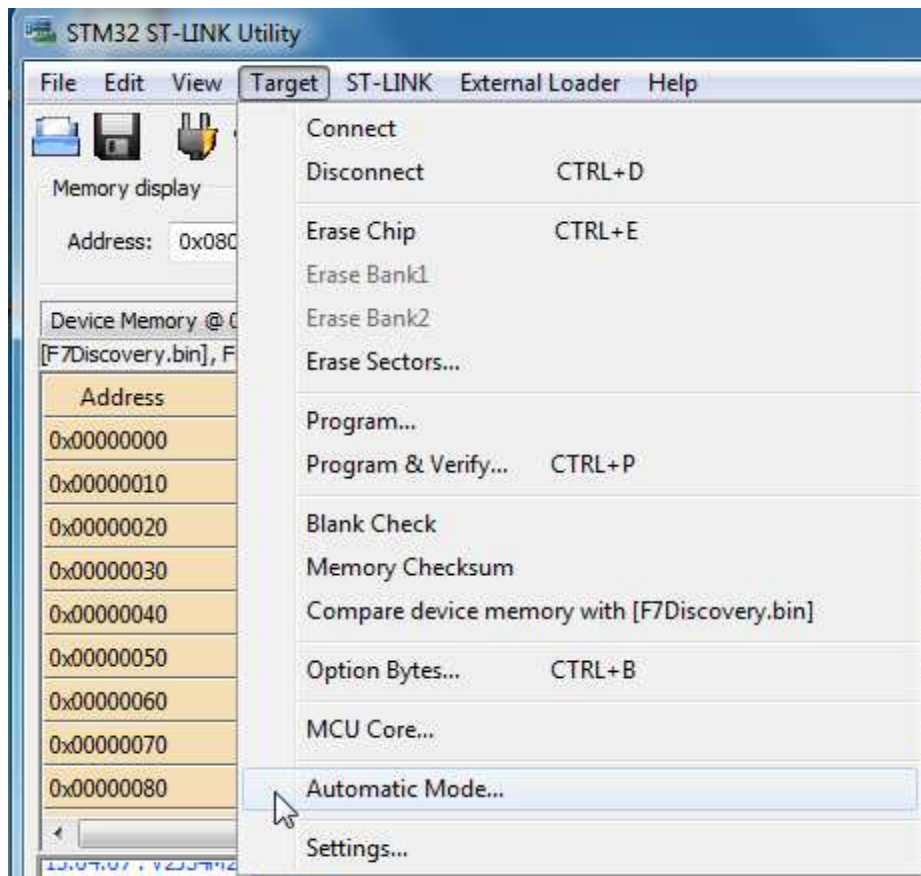 STM32 ST-LINK Utility
File Edit View Target ST-LINK External Loader Help
Connect
Disconnect CTRL+D
Memory display
Address: 0x080
Erase Chip CTRL+E
Erase Bank1
Erase Bank2
Erase Sectors...
Device Memory @
[F7Discovery.bin], F
Address
0x00000000
0x00000010
0x00000020
0x00000030
0x00000040
0x00000050
0x00000060
0x00000070
0x00000080
Program...
Program & Verify... CTRL+P
Blank Check
Memory Checksum
Compare device memory with [F7Discovery.bin]
Option Bytes... CTRL+B
MCU Core...
Automatic Mode...
Settings...